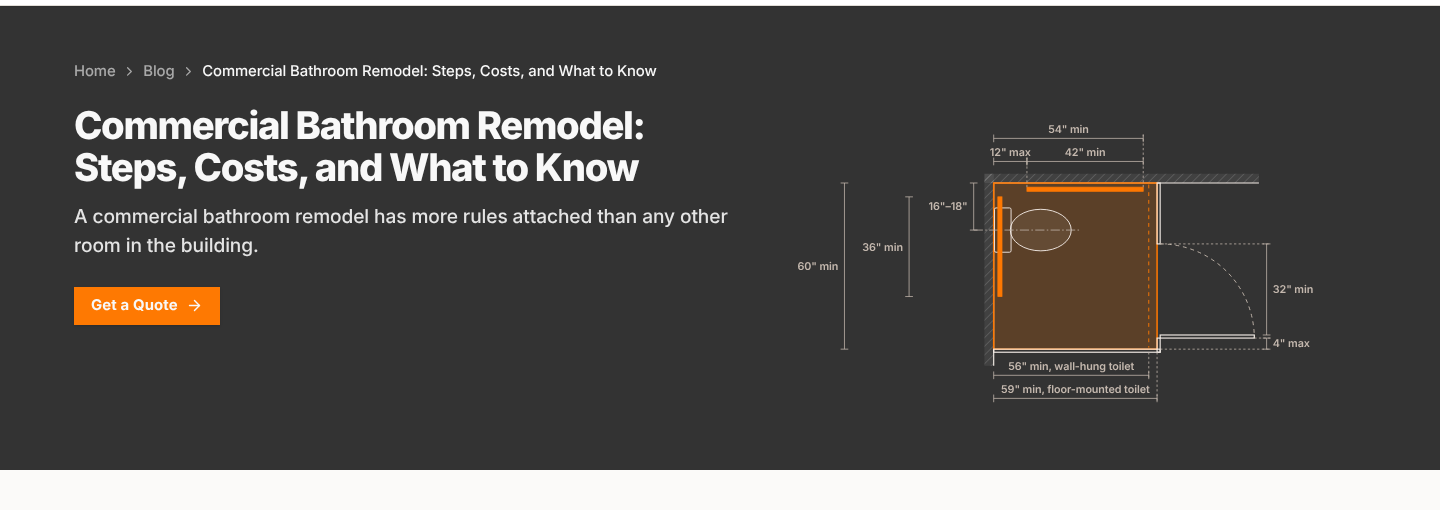 Home > Blog > Commercial Bathroom Remodel: Steps, Costs, and What to Know
Commercial Bathroom Remodel:
Steps, Costs, and What to Know
A commercial bathroom remodel has more rules attached than any other
room in the building.
Get a Quote →
54" min
12" max
42" min
16"–18"
36" min
60" min
32" min
4" max
56" min, wall-hung toilet
59" min, floor-mounted toilet